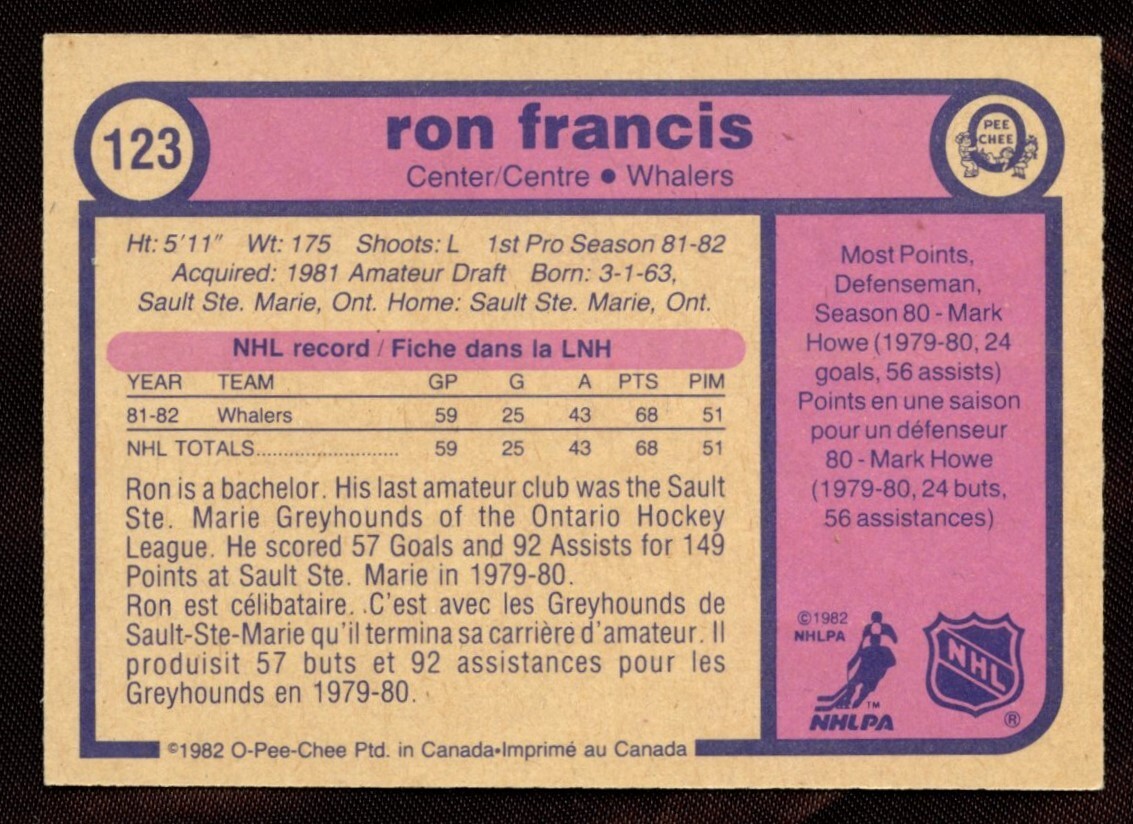 123
ron francis
Center/Centre • Whalers
PEE
CHEE
Ht: 5'11" Wt: 175 Shoots: L 1st Pro Season 81-82
Acquired: 1981 Amateur Draft Born: 3-1-63,
Sault Ste. Marie, Ont. Home: Sault Ste. Marie, Ont.
NHL record / Fiche dans la LNH
YEAR TEAM GP G A PTS PIM
81-82 Whalers 59 25 43 68 51
NHL TOTALS.......................... 59 25 43 68 51
Ron is a bachelor. His last amateur club was the Sault
Ste. Marie Greyhounds of the Ontario Hockey
League. He scored 57 Goals and 92 Assists for 149
Points at Sault Ste. Marie in 1979-80.
Ron est célibataire. .C'est avec les Greyhounds de
Sault-Ste-Marie qu'il termina sa carrière d'amateur. Il
produisit 57 buts et 92 assistances pour les
Greyhounds en 1979-80.
Most Points,
Defenseman,
Season 80 - Mark
Howe (1979-80, 24
goals, 56 assists)
Points en une saison
pour un défenseur
80 - Mark Howe
(1979-80, 24 buts,
56 assistances)
©1982
NHLPA
TM
NHLPA
NHL
®
©1982 O-Pee-Chee Ptd. in Canada•Imprimé au Canada